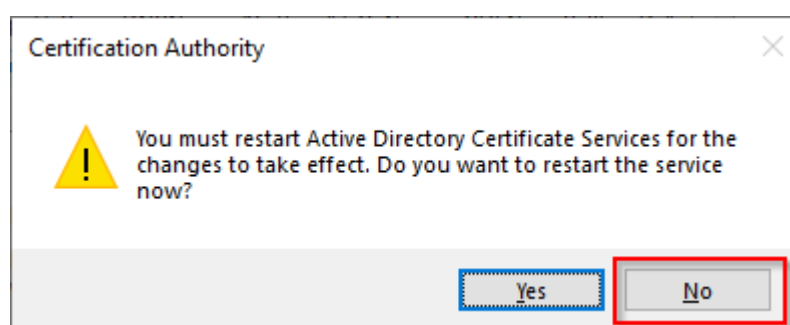 Certification Authority
You must restart Active Directory Certificate Services for the
changes to take effect. Do you want to restart the service
now?
Yes
No